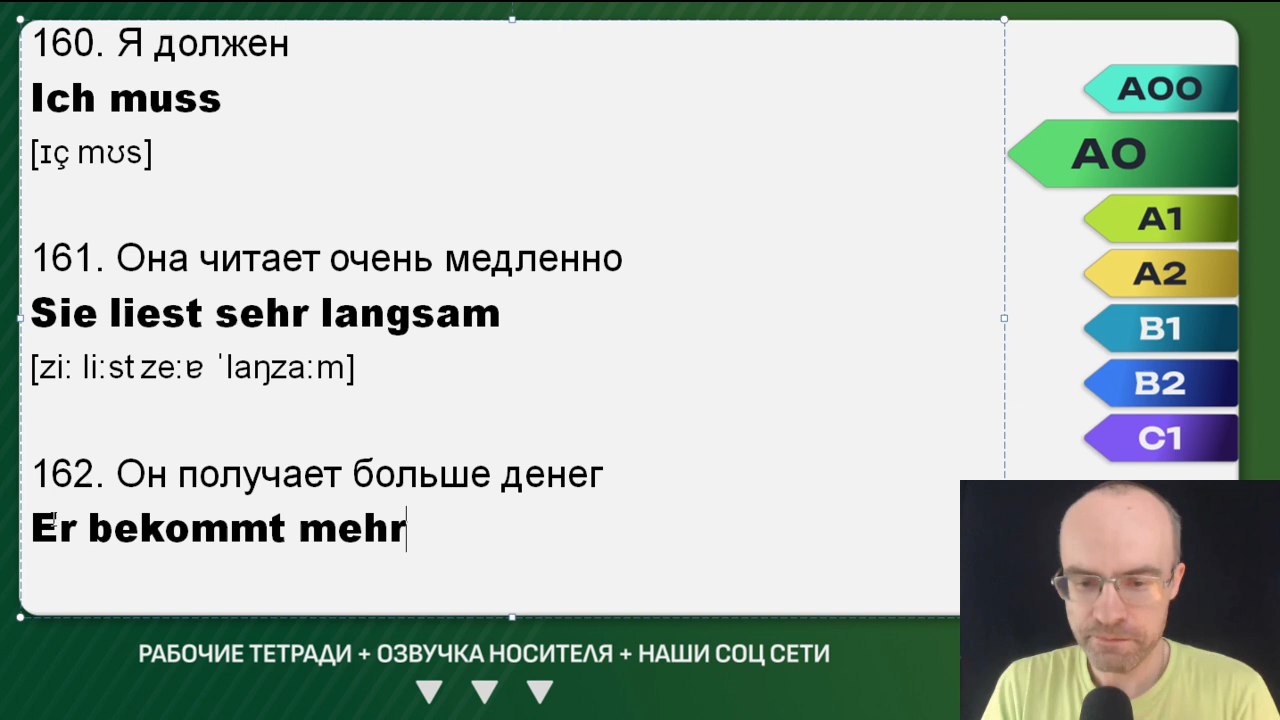 160. Я должен
Ich muss
[ɪç mʊs]
161. Она читает очень медленно
Sie liest sehr langsam
[ziː liːst zeːɐ ˈlaŋzaːm]
162. Он получает больше денег
Er bekommt mehr
A00
A0
A1
A2
B1
B2
C1
РАБОЧИЕ ТЕТРАДИ + ОЗВУЧКА НОСИТЕЛЯ + НАШИ СОЦ СЕТИ